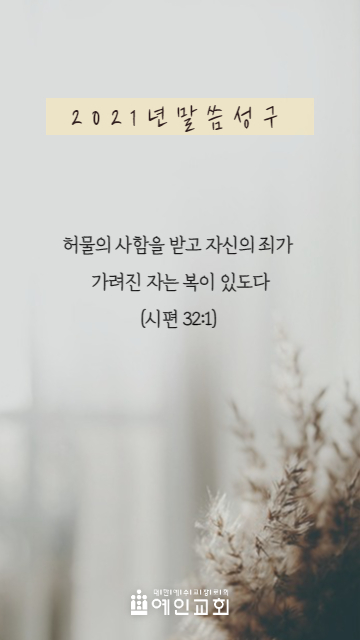 2021년말씀성구
허물의 사함을 받고 자신의 죄가
가려진 자는 복이 있도다
(시편 32:1)
예인교회